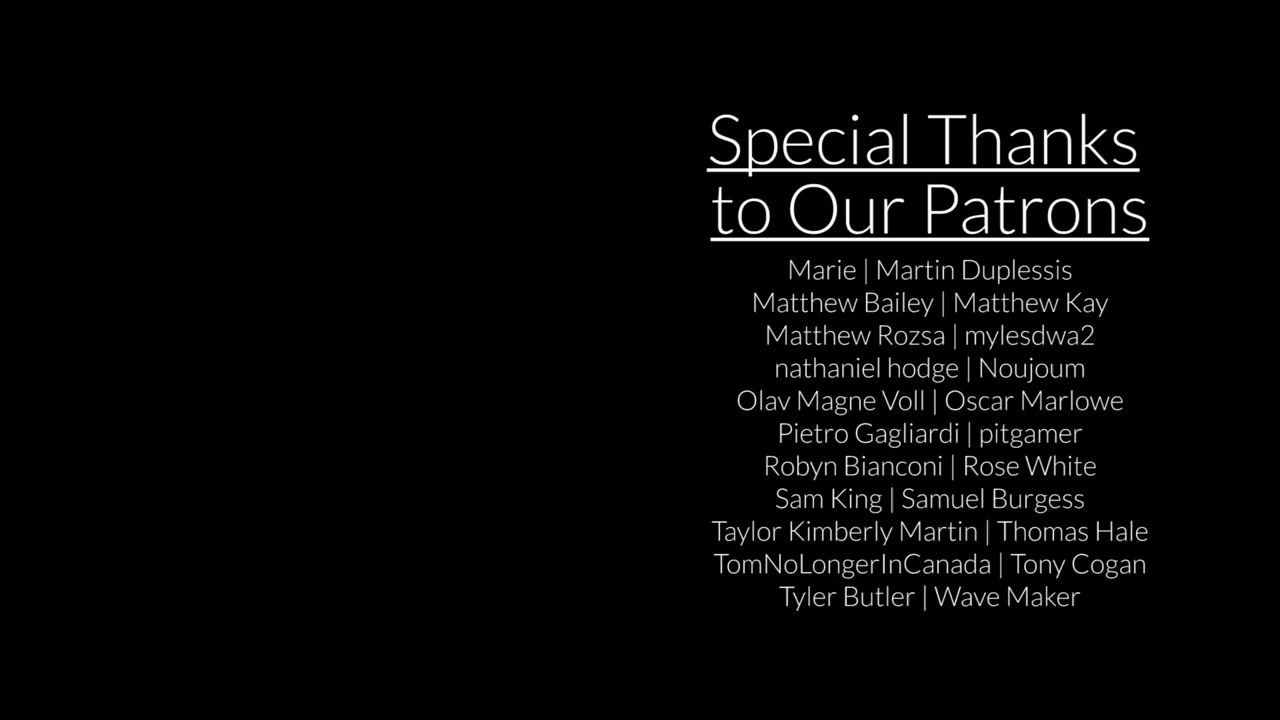 Special Thanks
to Our Patrons
Marie | Martin Duplessis
Matthew Bailey | Matthew Kay
Matthew Rozsa | mylesdwa2
nathaniel hodge | Noujoum
Olav Magne Voll | Oscar Marlowe
Pietro Gagliardi | pitgamer
Robyn Bianconi | Rose White
Sam King | Samuel Burgess
Taylor Kimberly Martin | Thomas Hale
TomNoLongerInCanada | Tony Cogan
Tyler Butler | Wave Maker